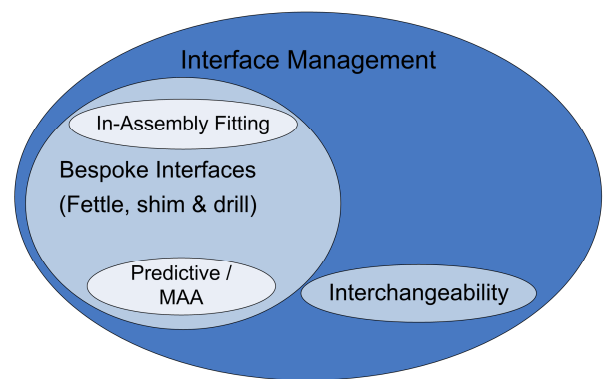 Interface Management
In-Assembly Fitting
Bespoke Interfaces
(Fettle, shim & drill)
Predictive /
MAA
Interchangeability